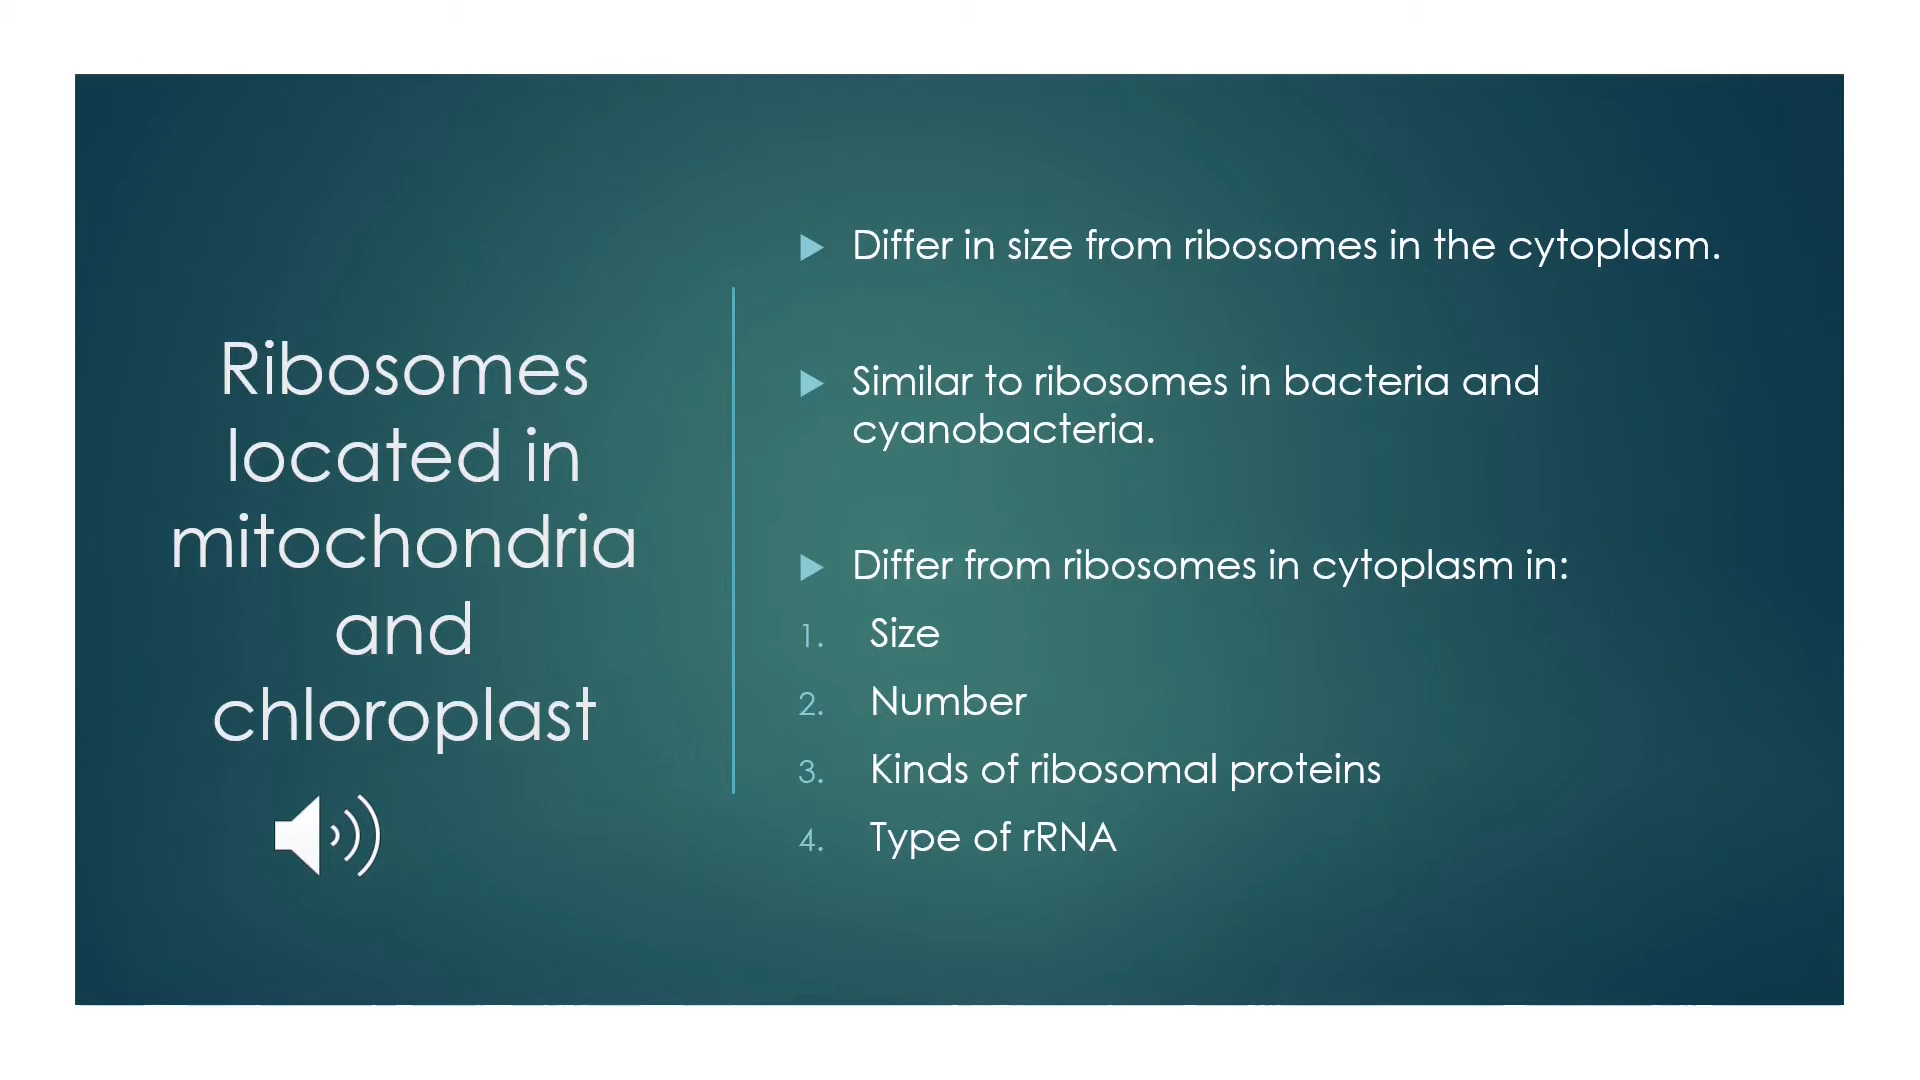 Ribosomes
located in
mitochondria
and
chloroplast
Differ in size from ribosomes in the cytoplasm.
Similar to ribosomes in bacteria and
cyanobacteria.
Differ from ribosomes in cytoplasm in:
1. Size
2. Number
3. Kinds of ribosomal proteins
4. Type of rRNA